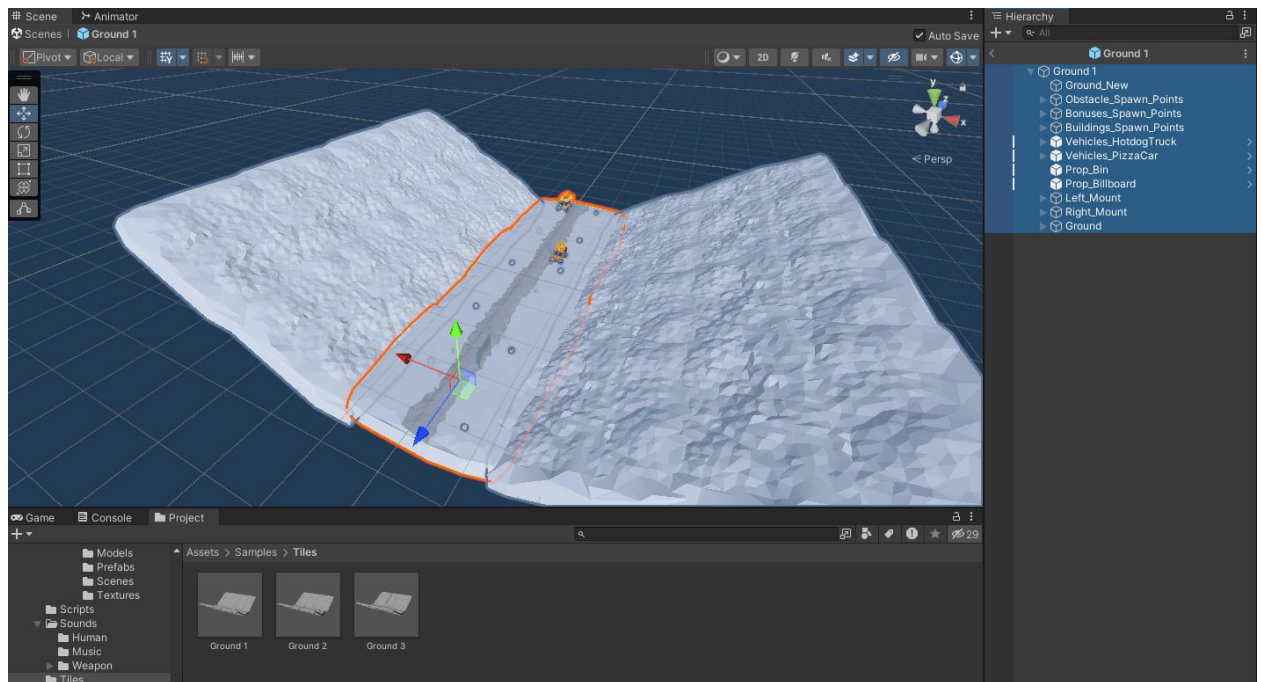 Scene Animator
Scenes Ground 1 Auto Save
Pivot Local 2D
y
z
x
Persp
Hierarchy
All
Ground 1
Ground 1
Ground_New
Obstacle_Spawn_Points
Bonuses_Spawn_Points
Buildings_Spawn_Points
Vehicles_HotdogTruck
Vehicles_PizzaCar
Prop_Bin
Prop_Billboard
Left_Mount
Right_Mount
Ground
Game Console Project
29
Models
Prefabs
Scenes
Textures
Scripts
Sounds
Human
Music
Weapon
Tiles
Assets > Samples > Tiles
Ground 1 Ground 2 Ground 3